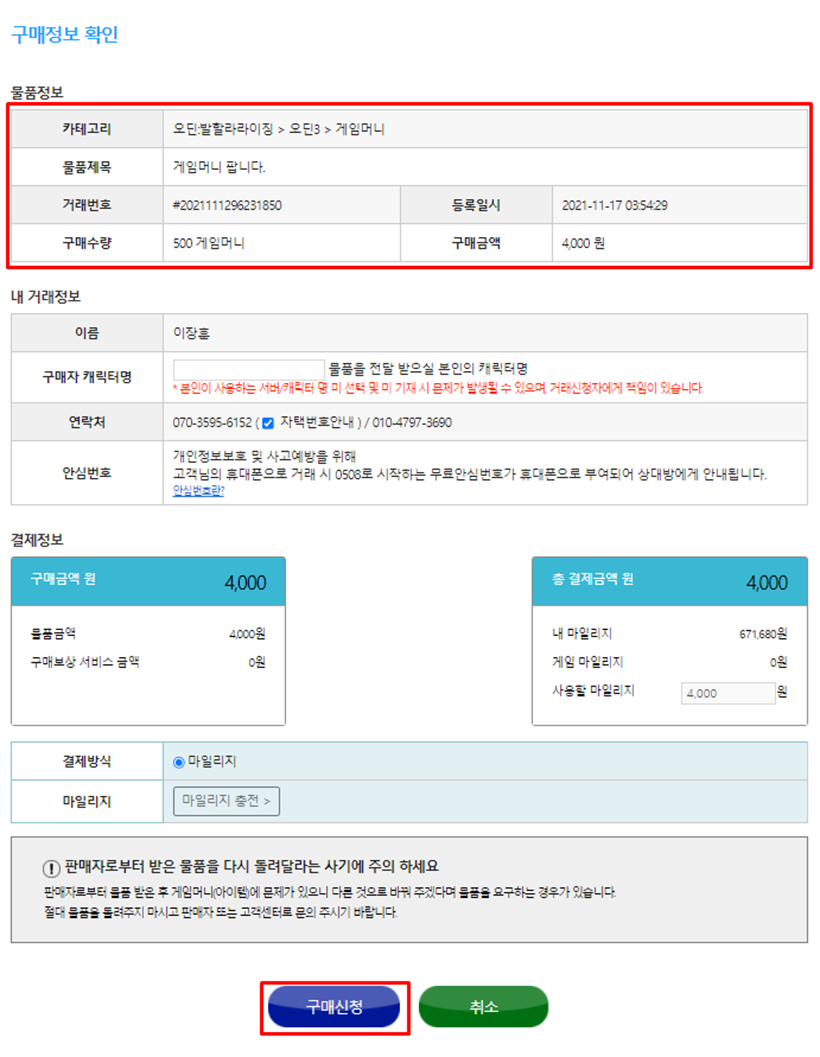 구매정보 확인
물품정보
카테고리 오딘:발할라라이징 > 오딘3 > 게임머니
물품제목 게임머니 팝니다.
거래번호 #2021111296231850 등록일시 2021-11-17 03:54:29
구매수량 500 게임머니 구매금액 4,000 원
내 거래정보
이름 이장훈
구매자 캐릭터명 물품을 전달 받으실 본인의 캐릭터명
* 본인이 사용하는 서버/캐릭터 명 미 선택 및 미 기재 시 문제가 발생될 수 있으며, 거래신청자에게 책임이 있습니다.
연락처 070-3595-6152 ( 자택번호안내 ) / 010-4797-3690
개인정보보호 및 사고예방을 위해
안심번호 고객님의 휴대폰으로 거래 시 0508로 시작하는 무료안심번호가 휴대폰으로 부여되어 상대방에게 안내됩니다.
안심번호란?
결제정보
구매금액 원 4,000 총 결제금액 원 4,000
물품금액 4,000원 내 마일리지 671,680원
구매보상 서비스 금액 0원 게임 마일리지 0원
사용할 마일리지 4,000 원
결제방식 마일리지
마일리지 마일리지 충전 >
판매자로부터 받은 물품을 다시 돌려달라는 사기에 주의 하세요
판매자로부터 물품 받은 후 게임머니(아이템)에 문제가 있으니 다른 것으로 바꿔 주겠다며 물품을 요구하는 경우가 있습니다.
절대 물품을 돌려주지 마시고 판매자 또는 고객센터로 문의 주시기 바랍니다.
구매신청 취소